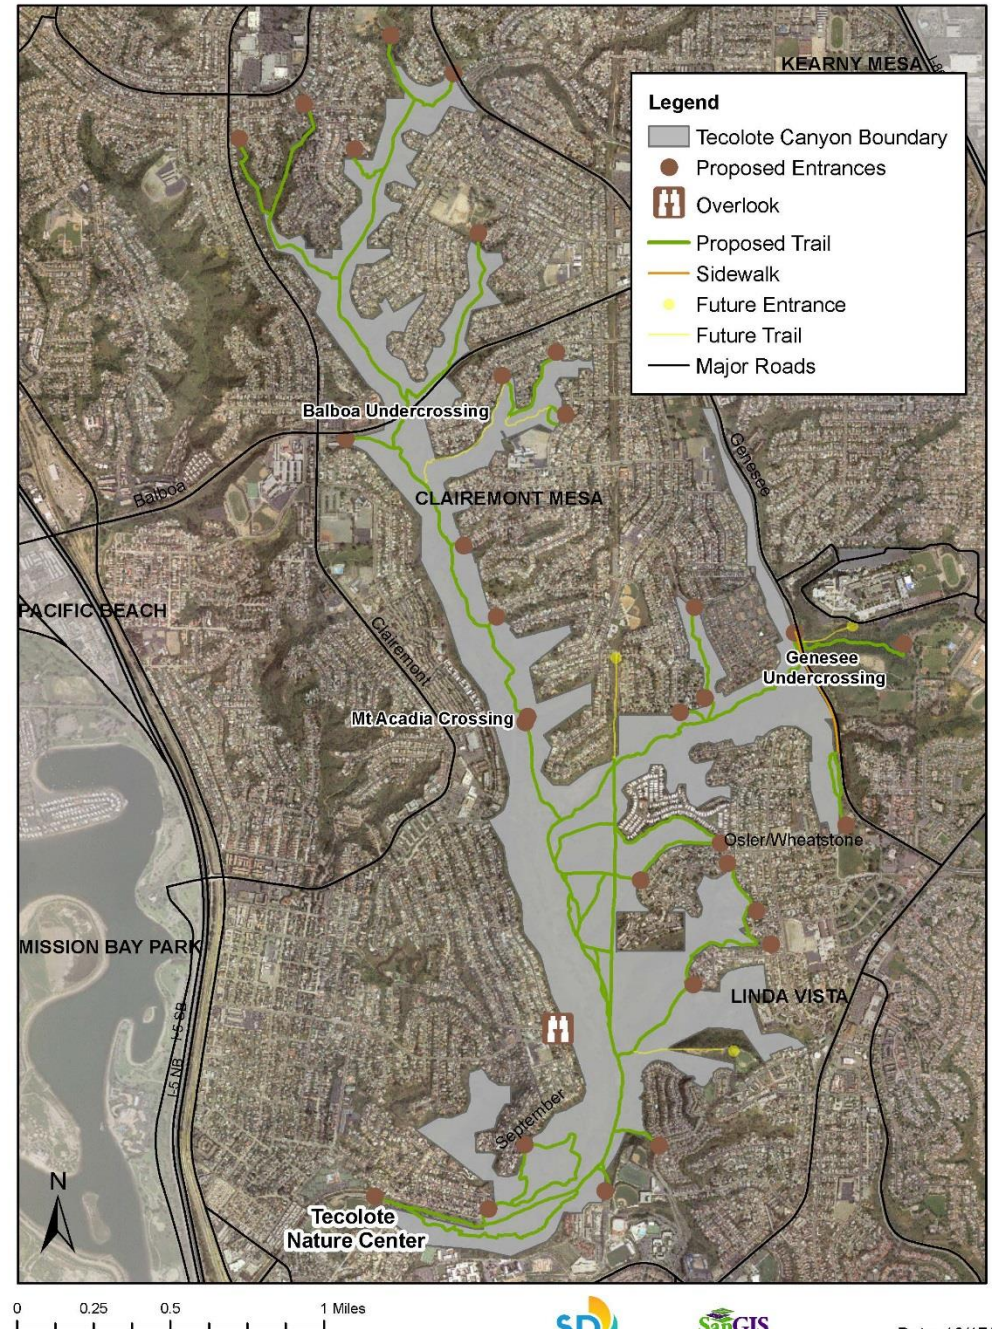 KEARNY MESA
Legend
Tecolote Canyon Boundary
Proposed Entrances
Overlook
Proposed Trail
Sidewalk
Future Entrance
Future Trail
Major Roads
Balboa Undercrossing
Genesee
Balboa
CLAIREMONT MESA
PACIFIC BEACH
Clairemont
Genesee
Undercrossing
Mt Acadia Crossing
Osler/Wheatstone
MISSION BAY PARK
LINDA VISTA
I-5 SB
I-5 NB
September
N
Tecolote
Nature Center
0 0.25 0.5 1 Miles
SD
SanGIS